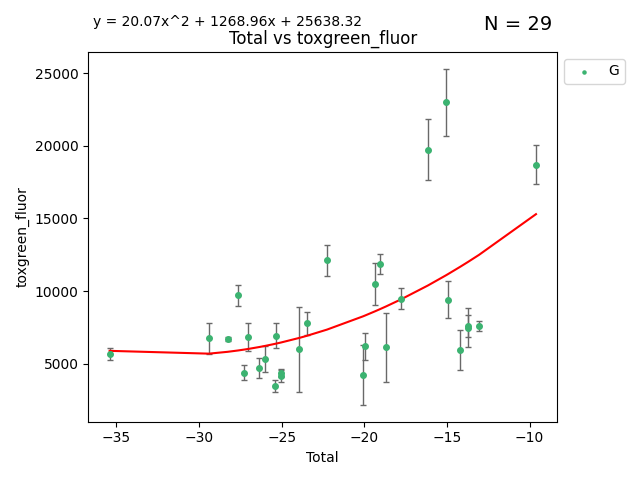 y = 20.07x^2 + 1268.96x + 25638.32
N = 29
Total vs toxgreen_fluor
G
25000
20000
15000
10000
5000
toxgreen_fluor
−35
−30
−25
−20
−15
−10
Total